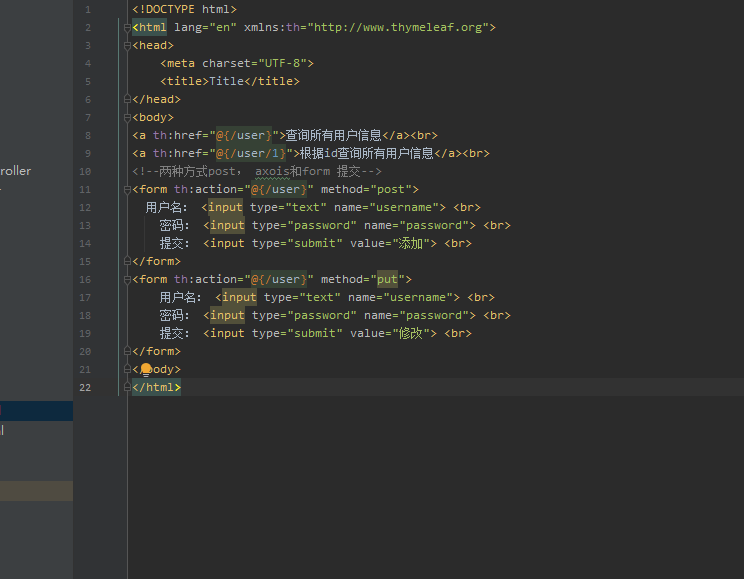 1 <!DOCTYPE html>
2 <html lang="en" xmlns:th="http://www.thymeleaf.org">
3 <head>
4 <meta charset="UTF-8">
5 <title>Title</title>
6 </head>
7 <body>
8 <a th:href="@{/user}">查询所有用户信息</a><br>
roller 9 <a th:href="@{/user/1}">根据id查询所有用户信息</a><br>
10 <!--两种方式post, axois和form 提交-->
11 <form th:action="@{/user}" method="post">
12 用户名: <input type="text" name="username"> <br>
13 密码: <input type="password" name="password"> <br>
14 提交: <input type="submit" value="添加"> <br>
15 </form>
16 <form th:action="@{/user}" method="put">
17 用户名: <input type="text" name="username"> <br>
18 密码: <input type="password" name="password"> <br>
19 提交: <input type="submit" value="修改"> <br>
20 </form>
21 </body>
22 </html>